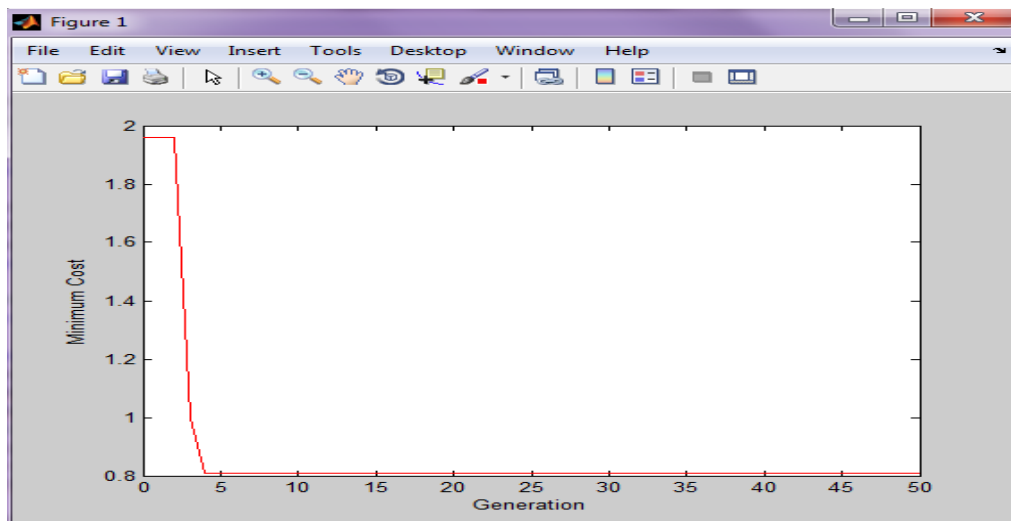 Figure 1
File Edit View Insert Tools Desktop Window Help
2
1.8
1.6
1.4
1.2
1
0.8
Minimum Cost
0 5 10 15 20 25 30 35 40 45 50
Generation